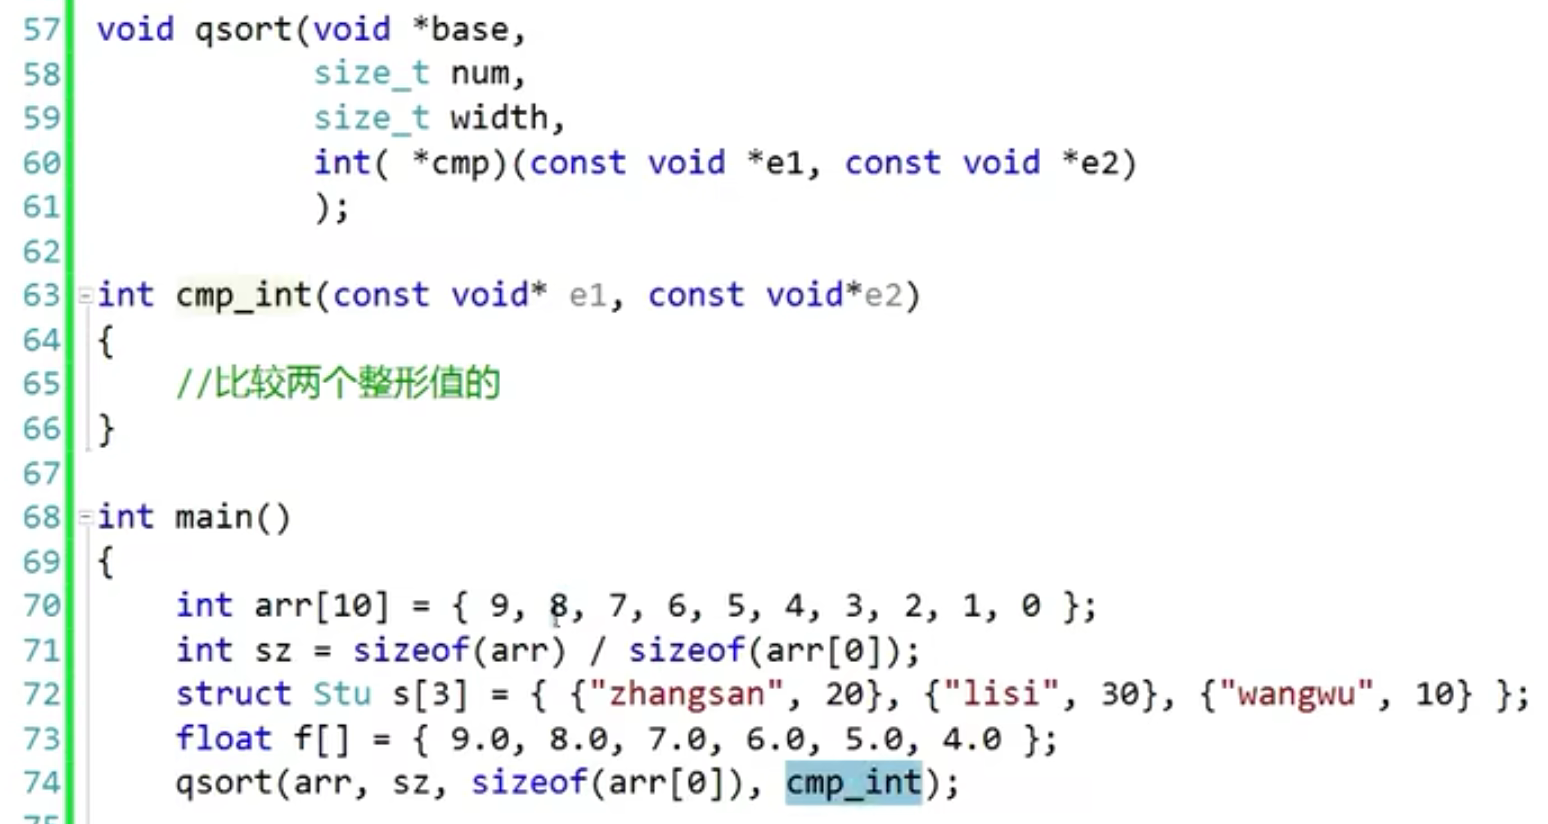 57 void qsort(void *base,
58 size_t num,
59 size_t width,
60 int( *cmp)(const void *e1, const void *e2)
61 );
62
63 int cmp_int(const void* e1, const void*e2)
64 {
65 //比较两个整形值的
66 }
67
68 int main()
69 {
70 int arr[10] = { 9, 8, 7, 6, 5, 4, 3, 2, 1, 0 };
71 int sz = sizeof(arr) / sizeof(arr[0]);
72 struct Stu s[3] = { {"zhangsan", 20}, {"lisi", 30}, {"wangwu", 10} };
73 float f[] = { 9.0, 8.0, 7.0, 6.0, 5.0, 4.0 };
74 qsort(arr, sz, sizeof(arr[0]), cmp_int);